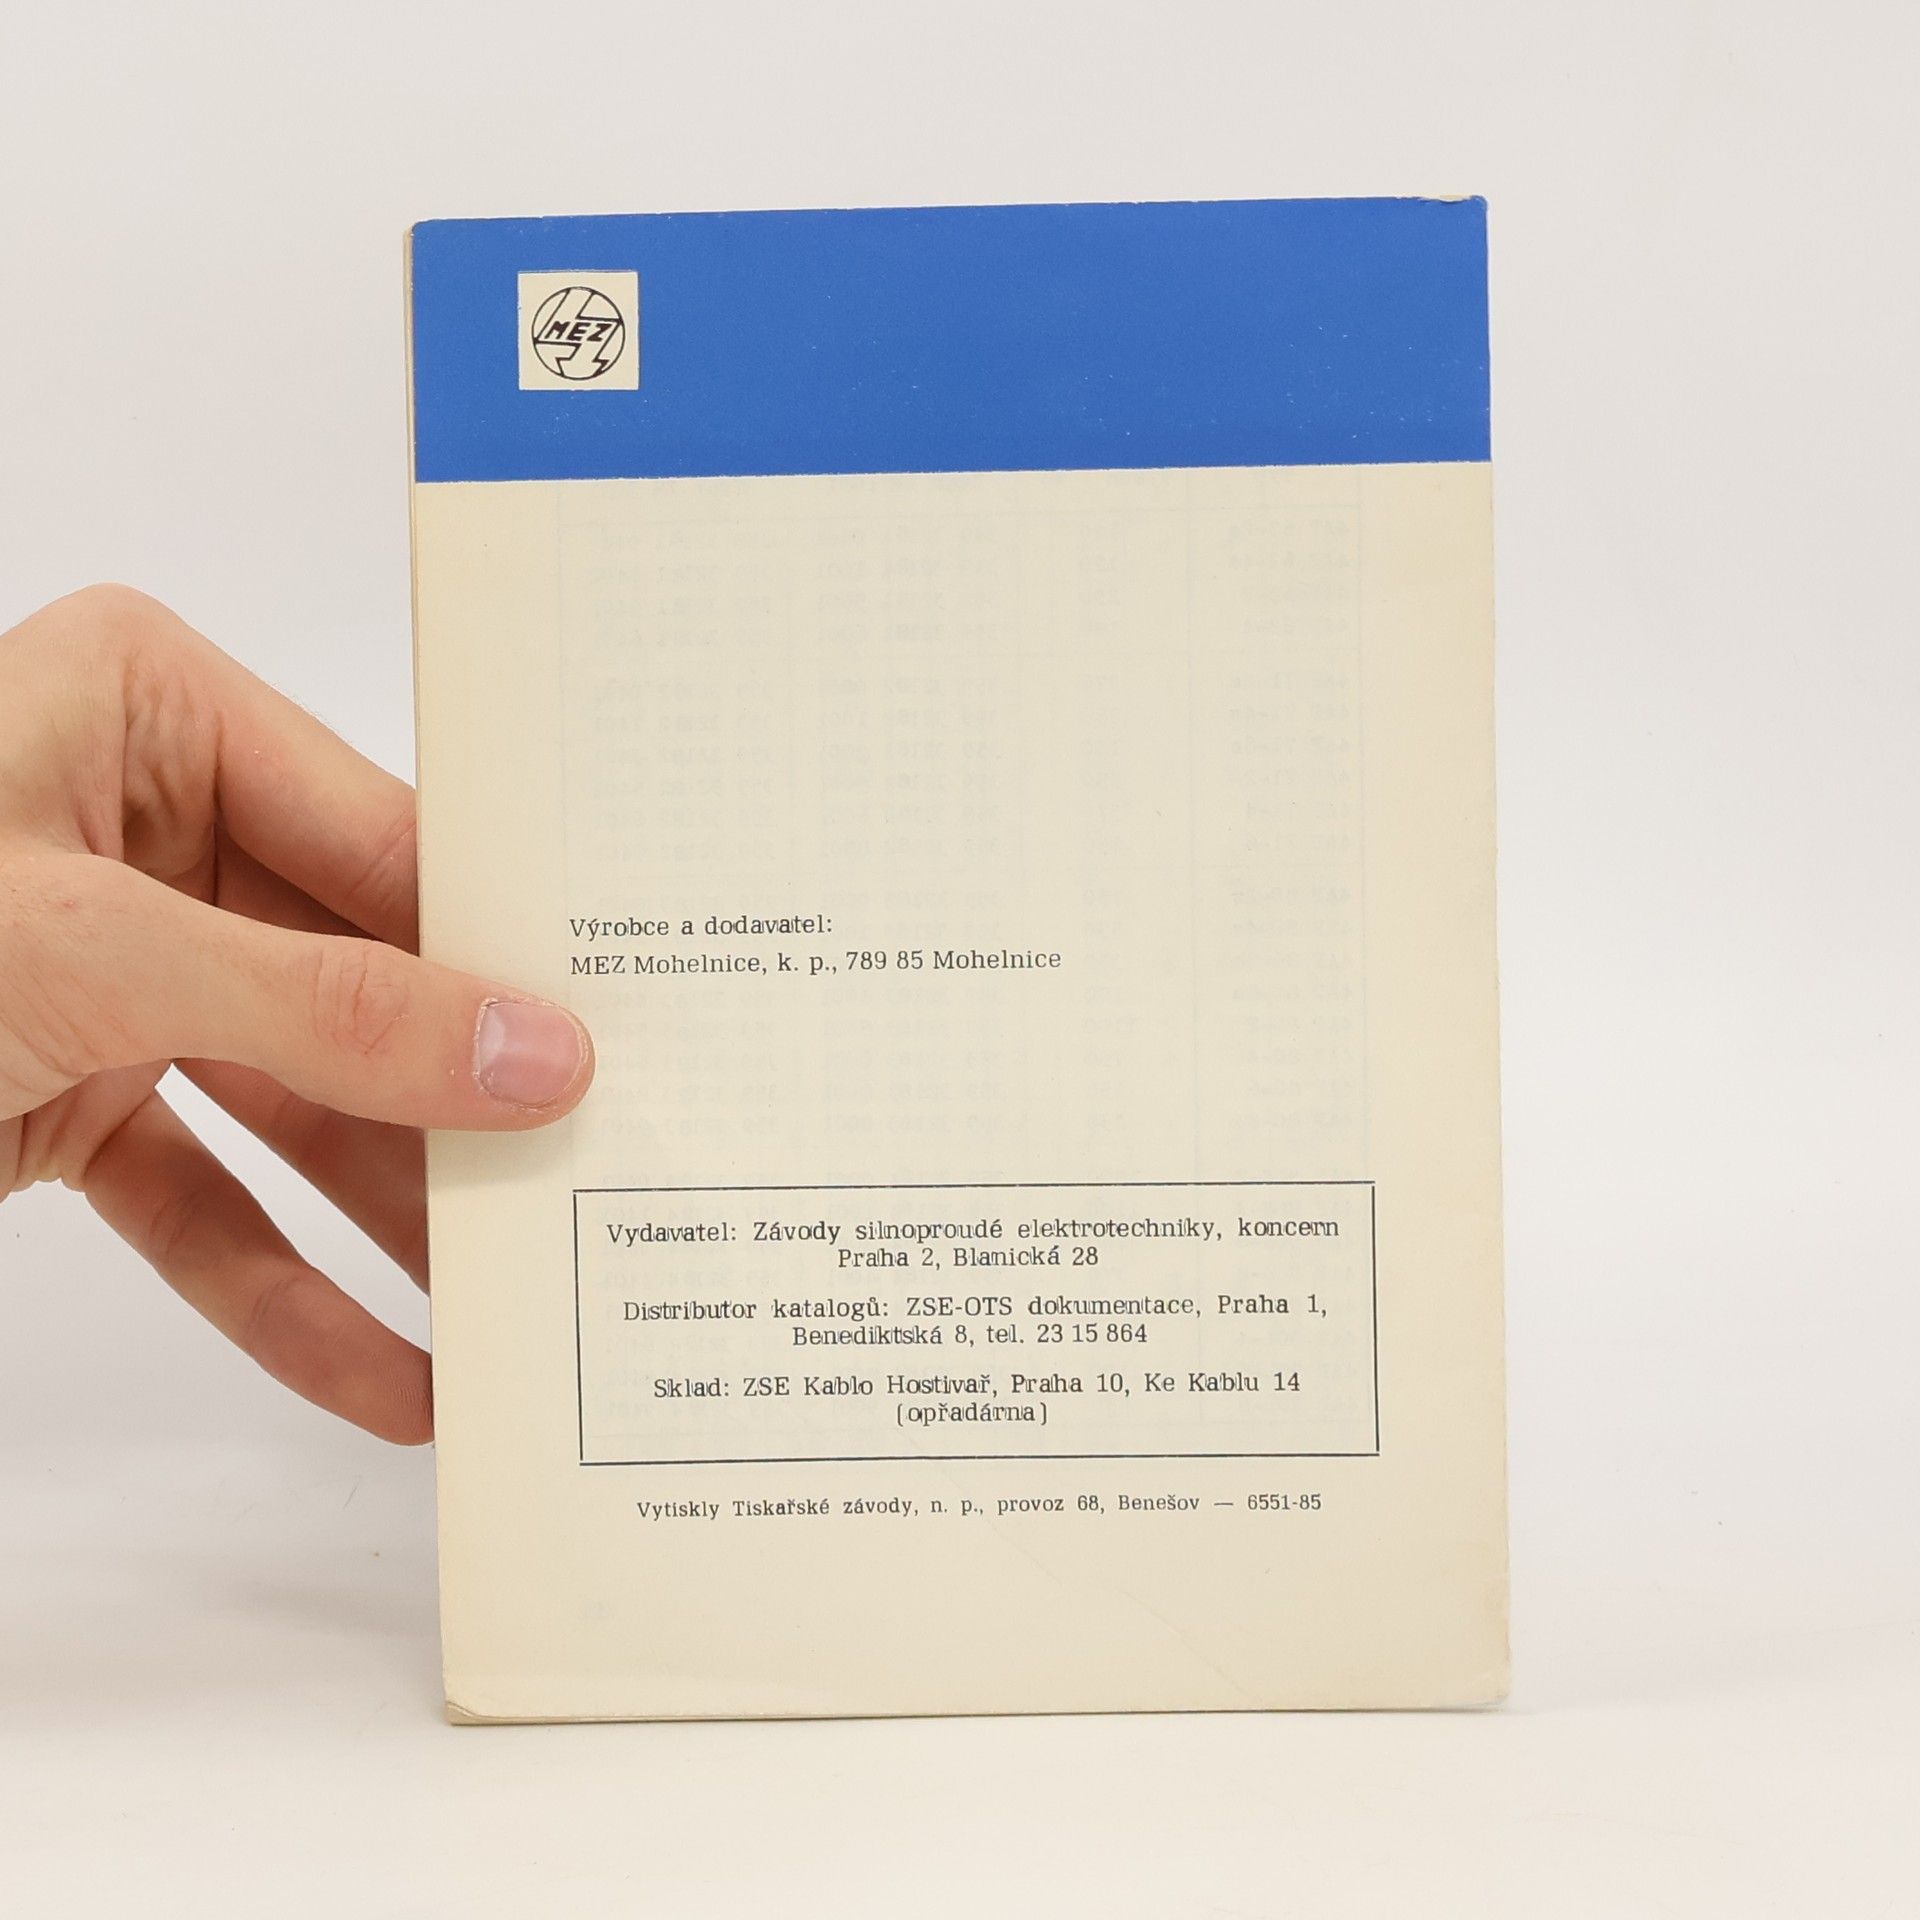 MEZ
Výrobce a dodavatel:
MEZ Mohelnice, k. p., 789 85 Mohelnice
Vydavatel: Závody silnoproudé elektrotechniky, koncern
Praha 2, Blanická 28
Distributor katalogů: ZSE-OTS dokumentace, Praha 1,
Benediktská 8, tel. 23 15 864
Sklad: ZSE Kablo Hostivař, Praha 10, Ke Kablu 14
(opřadárna)
Vytiskly Tiskařské závody, n. p., provoz 68, Benešov — 6551-85